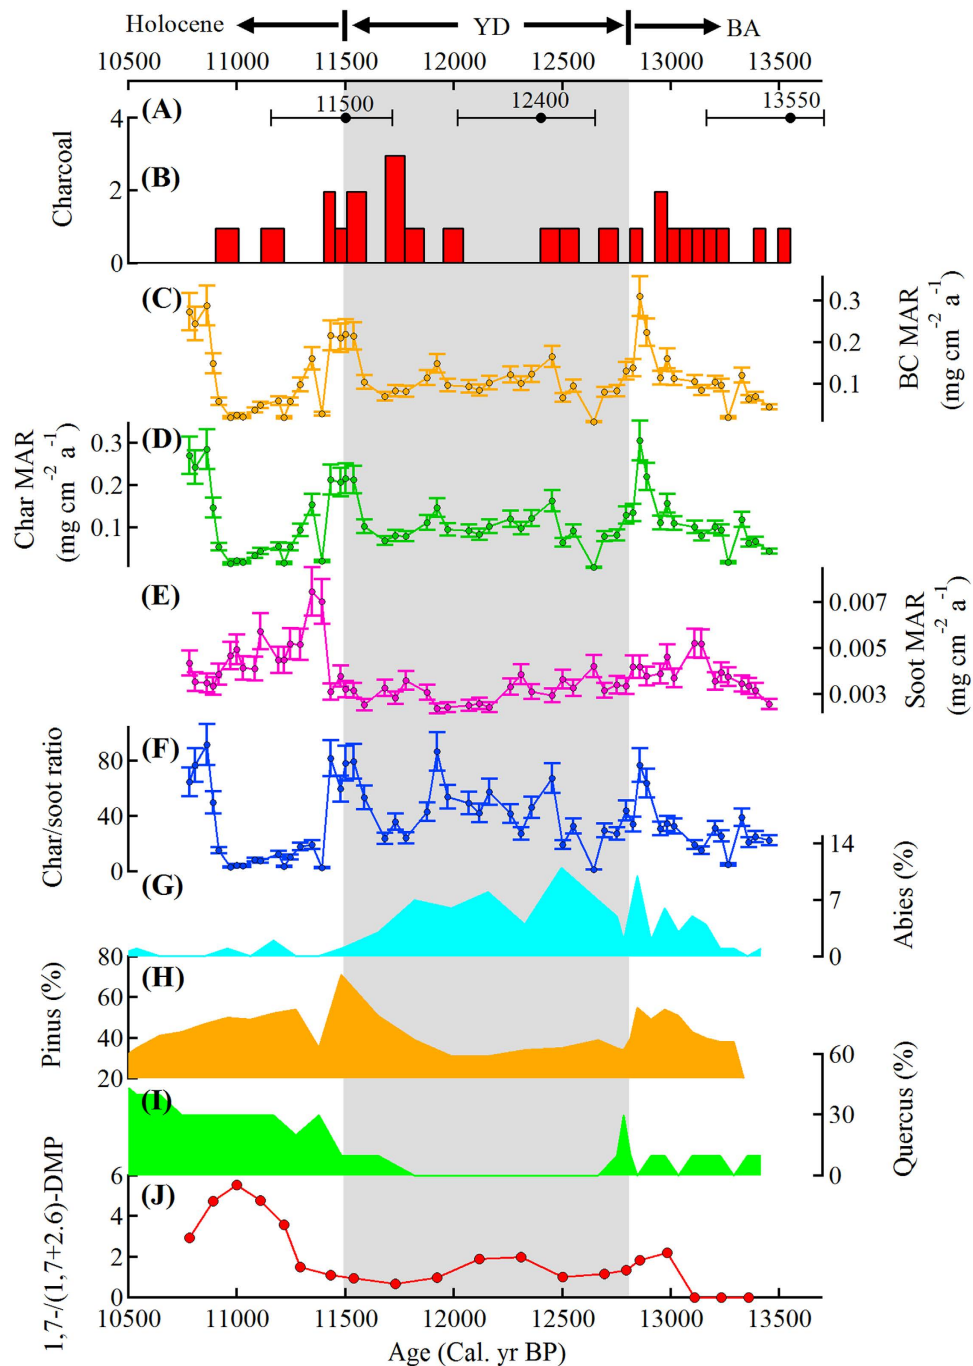 Holocene YD BA
10500 11000 11500 12000 12500 13000 13500
(A) 11500 12400 13550
4
(B)
2
0
Charcoal
(C)
0.3
0.2
0.1
BC MAR
(mg cm-2 a-1)
(D)
0.3
0.2
0.1
Char MAR
(mg cm-2 a-1)
(E)
0.007
0.005
0.003
Soot MAR
(mg cm-2 a-1)
(F)
80
40
0
Char/soot ratio
(G)
14
7
0
Abies (%)
80
(H)
60
40
20
Pinus (%)
60
(I)
30
0
Quercus (%)
6
(J)
4
2
0
1,7-/(1,7+2.6)-DMP
10500 11000 11500 12000 12500 13000 13500
Age (Cal. yr BP)